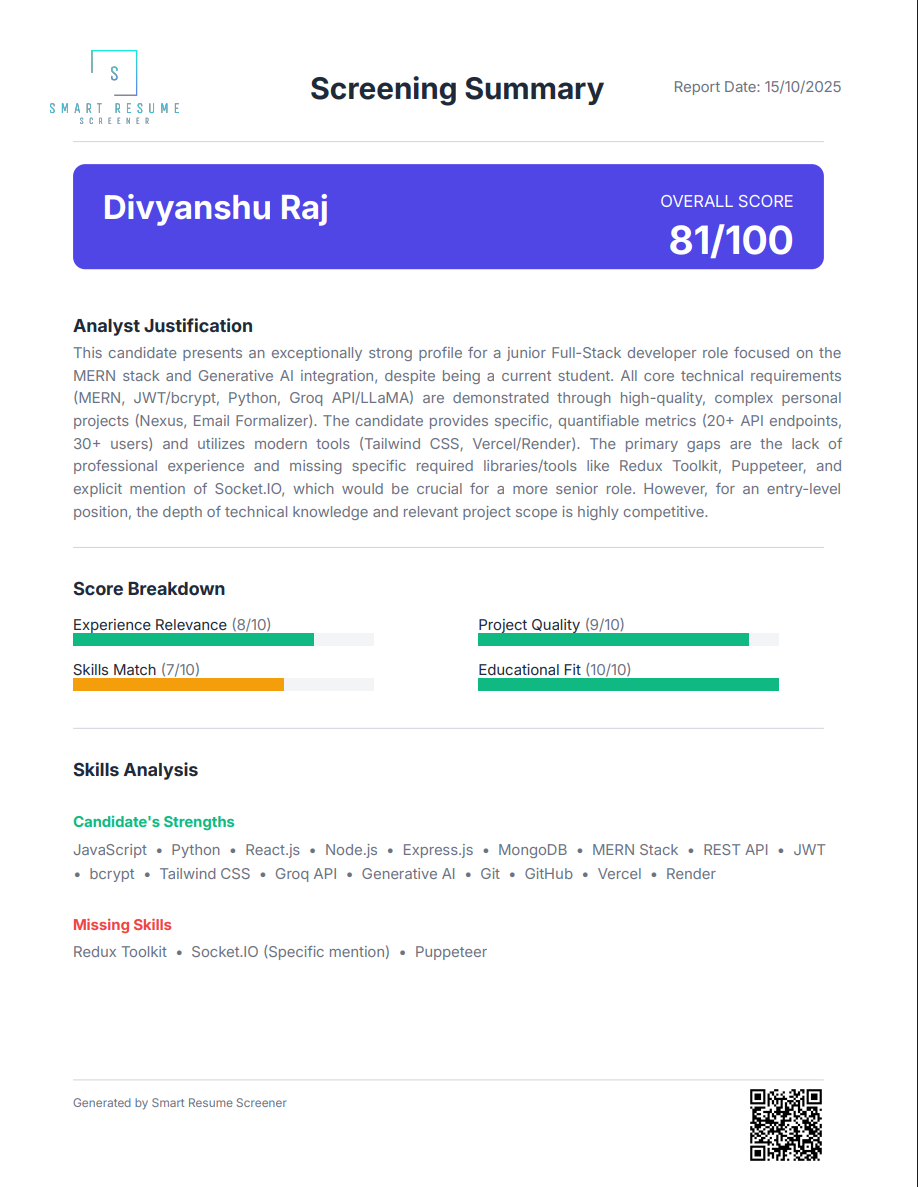 S
SMART RESUME
SCREENER
Screening Summary
Report Date: 15/10/2025
Divyanshu Raj
OVERALL SCORE
81/100
Analyst Justification
This candidate presents an exceptionally strong profile for a junior Full-Stack developer role focused on the
MERN stack and Generative AI integration, despite being a current student. All core technical requirements
(MERN, JWT/bcrypt, Python, Groq API/LLaMA) are demonstrated through high-quality, complex personal
projects (Nexus, Email Formalizer). The candidate provides specific, quantifiable metrics (20+ API endpoints,
30+ users) and utilizes modern tools (Tailwind CSS, Vercel/Render). The primary gaps are the lack of
professional experience and missing specific required libraries/tools like Redux Toolkit, Puppeteer, and
explicit mention of Socket.IO, which would be crucial for a more senior role. However, for an entry-level
position, the depth of technical knowledge and relevant project scope is highly competitive.
Score Breakdown
Experience Relevance (8/10)
Project Quality (9/10)
Skills Match (7/10)
Educational Fit (10/10)
Skills Analysis
Candidate's Strengths
JavaScript • Python • React.js • Node.js • Express.js • MongoDB • MERN Stack • REST API • JWT
• bcrypt • Tailwind CSS • Groq API • Generative AI • Git • GitHub • Vercel • Render
Missing Skills
Redux Toolkit • Socket.IO (Specific mention) • Puppeteer
Generated by Smart Resume Screener